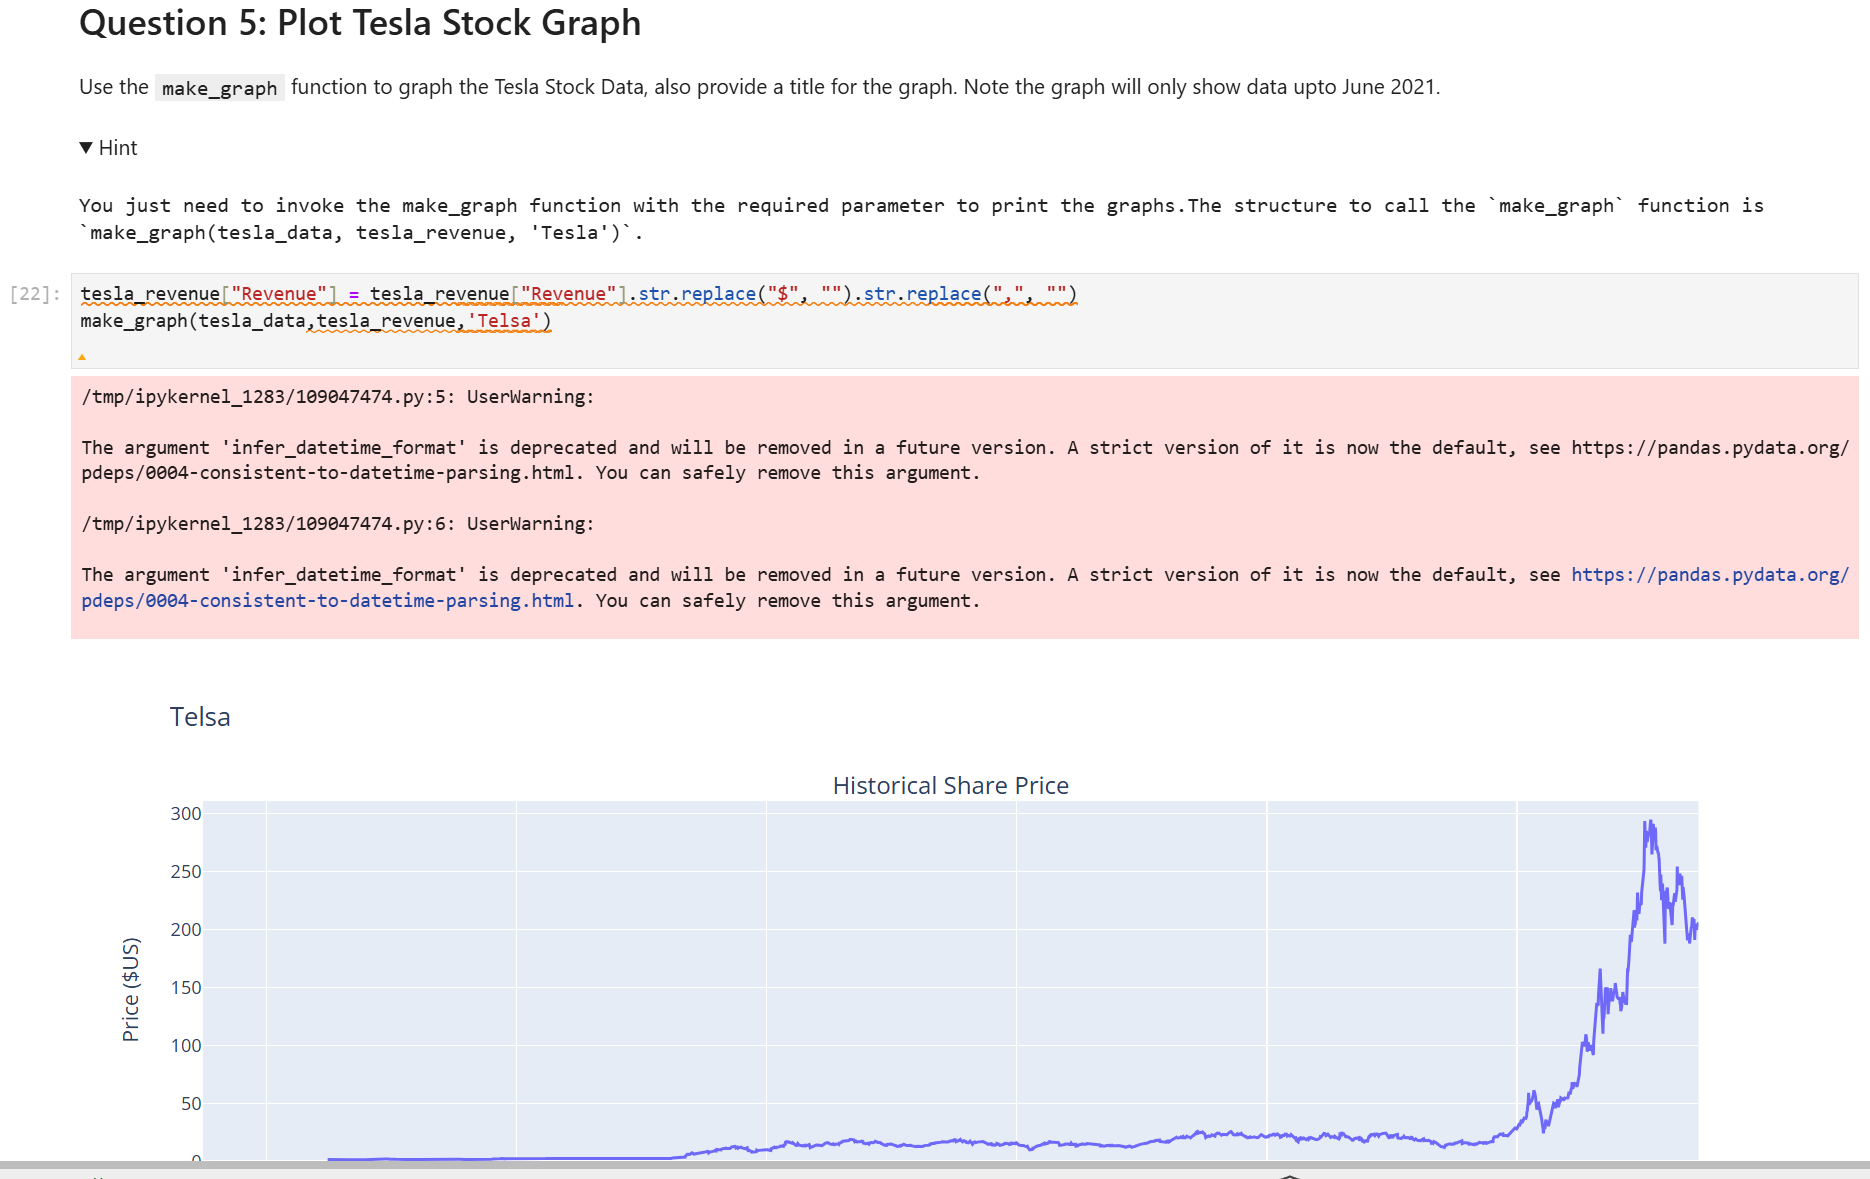 Question 5: Plot Tesla Stock Graph
Use the make_graph function to graph the Tesla Stock Data, also provide a title for the graph. Note the graph will only show data upto June 2021.
▼ Hint
You just need to invoke the make_graph function with the required parameter to print the graphs.The structure to call the `make_graph` function is
`make_graph(tesla_data, tesla_revenue, 'Tesla')`.
[22]: tesla_revenue["Revenue"] = tesla_revenue["Revenue"].str.replace("$", "").str.replace(",", "")
make_graph(tesla_data,tesla_revenue,'Telsa')
/tmp/ipykernel_1283/109047474.py:5: UserWarning:
The argument 'infer_datetime_format' is deprecated and will be removed in a future version. A strict version of it is now the default, see https://pandas.pydata.org/
pdeps/0004-consistent-to-datetime-parsing.html. You can safely remove this argument.
/tmp/ipykernel_1283/109047474.py:6: UserWarning:
The argument 'infer_datetime_format' is deprecated and will be removed in a future version. A strict version of it is now the default, see https://pandas.pydata.org/
pdeps/0004-consistent-to-datetime-parsing.html. You can safely remove this argument.
Telsa
Historical Share Price
300
250
200
150
100
50
0
Price ($US)